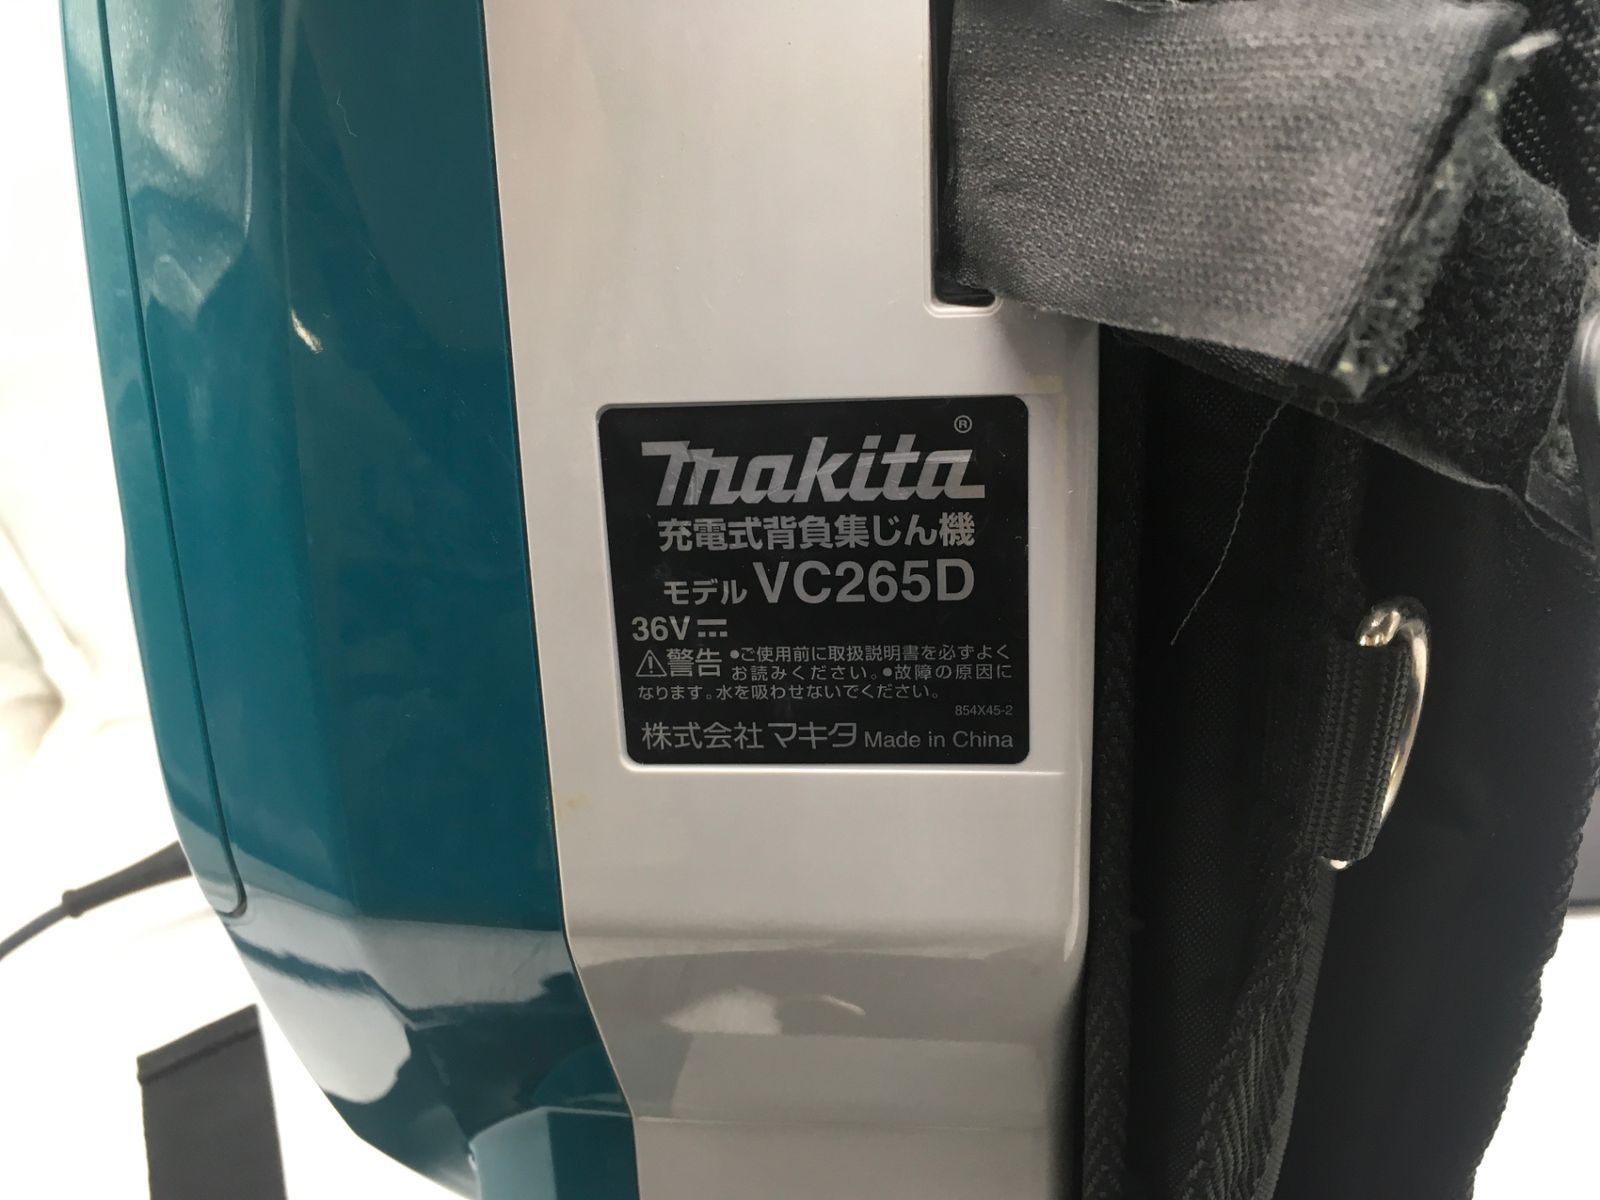 makita®
充電式背負集じん機
モデル VC265D
36V⎓
⚠警告 •ご使用前に取扱説明書を必ずよく
お読みください。•故障の原因に
なります。水を吸わせないでください。
854X45-2
株式会社 マキタ Made in China